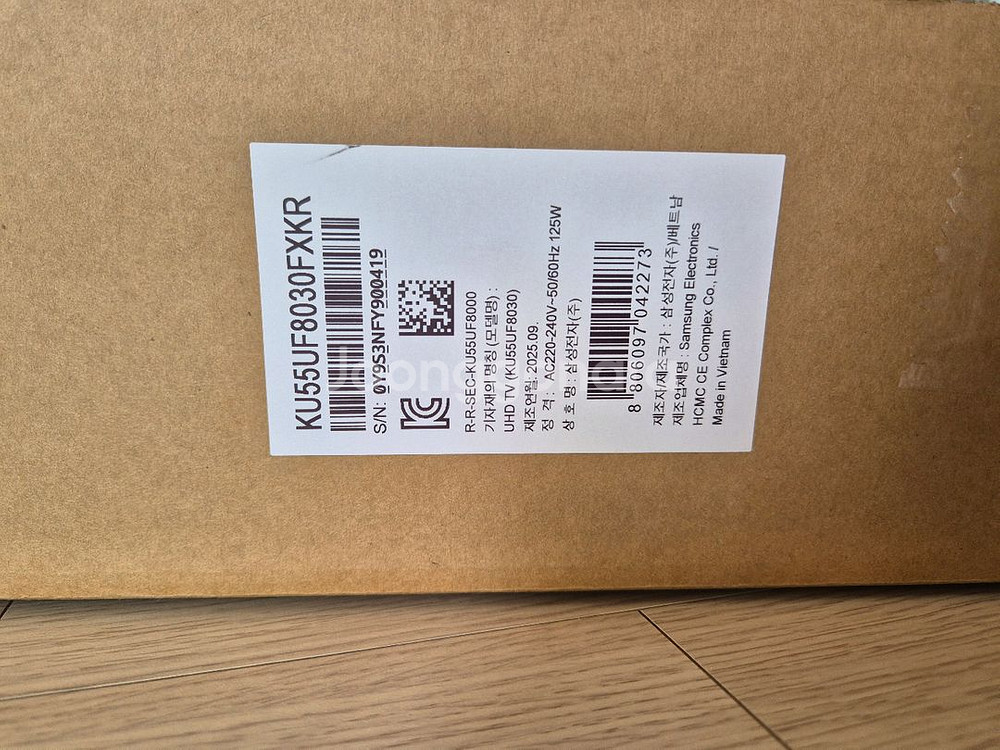 KU55UF8030FXKR
S/N: 0Y9S3NFY900419
R-R-SEC-KU55UF8000
기자재의 명칭 (모델명) :
UHD TV (KU55UF8030)
제조연월: 2025.09.
정 격 : AC220-240V~50/60Hz 125W
상 호 명 : 삼성전자(주)
8 806097 042273
제조자/제조국가 : 삼성전자(주)/베트남
제조업체명 : Samsung Electronics
HCMC CE Complex Co., Ltd. /
Made in Vietnam